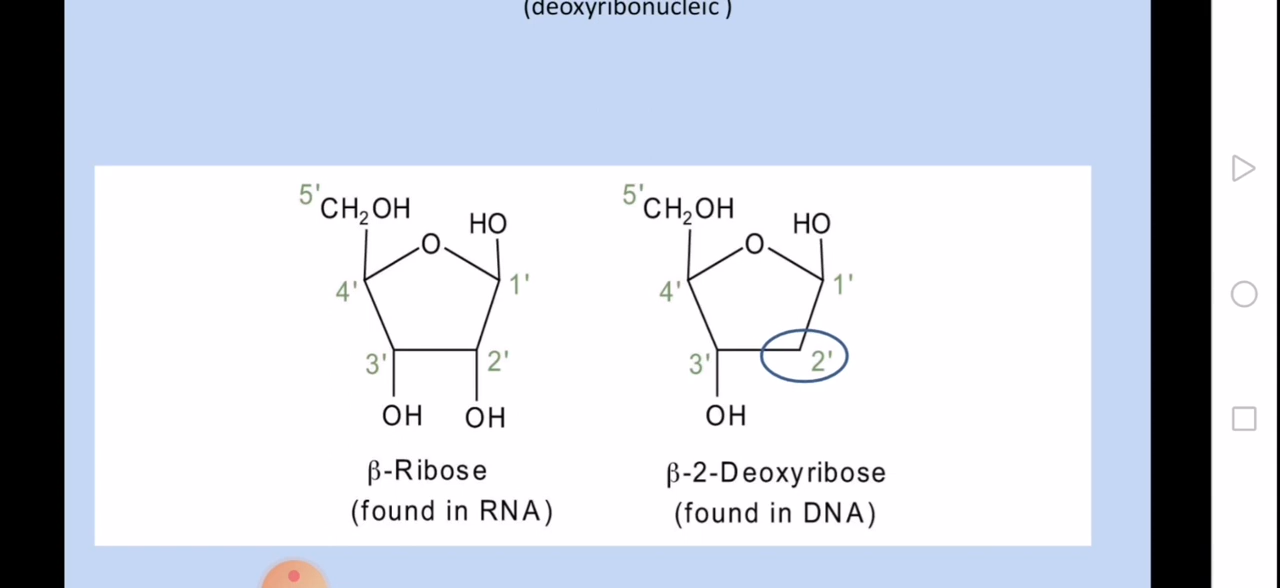 (deoxyribonucleic )
5' CH₂OH
HO
O
4'
1'
3'
2'
OH OH
β-Ribose
(found in RNA)
5' CH₂OH
HO
O
4'
1'
3'
2'
OH
β-2-Deoxyribose
(found in DNA)